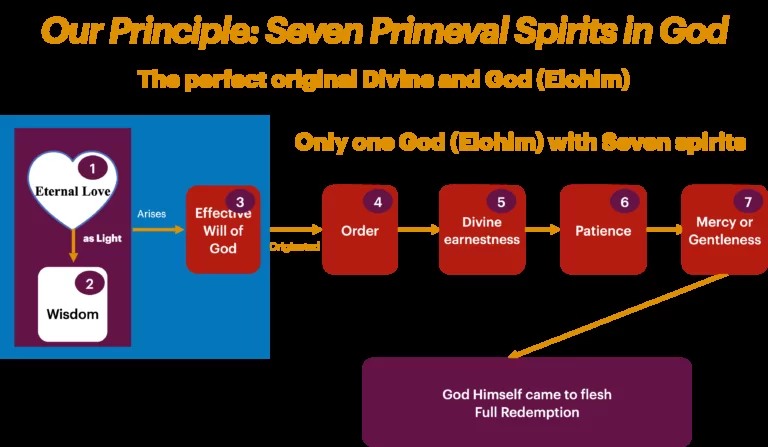 Our Principle: Seven Primeval Spirits in God
The perfect original Divine and God (Elohim)
Only one God (Elohim) with Seven spirits
1
Eternal Love
as Light
2
Wisdom
Arises
3
Effective
Will of
God
Origiented
4
Order
5
Divine
earnestness
6
Patience
7
Mercy or
Gentleness
God Himself came to flesh
Full Redemption